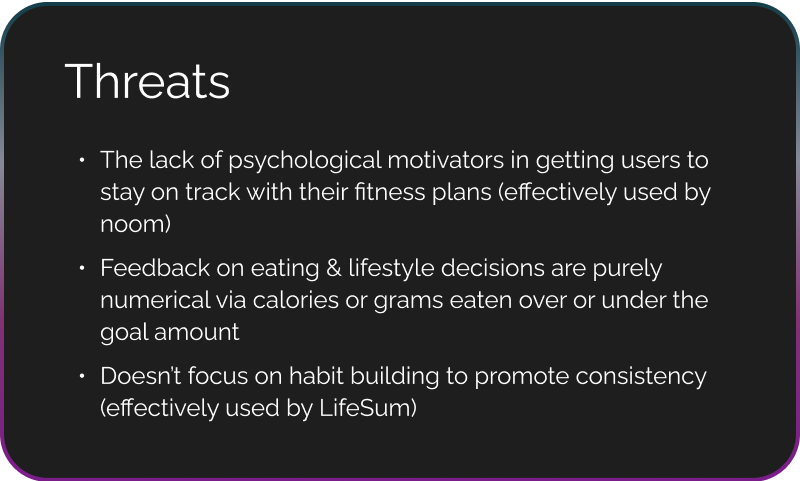 Threats
• The lack of psychological motivators in getting users to
stay on track with their fitness plans (effectively used by
noom)
• Feedback on eating & lifestyle decisions are purely
numerical via calories or grams eaten over or under the
goal amount
• Doesn't focus on habit building to promote consistency
(effectively used by LifeSum)